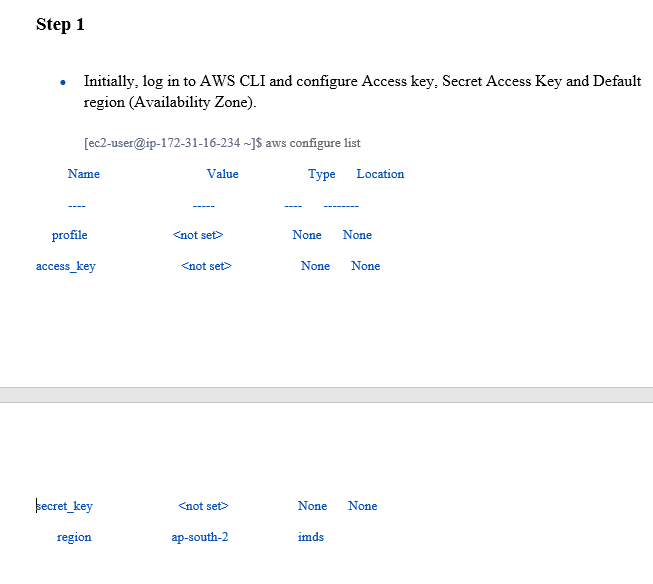 Step 1
• Initially, log in to AWS CLI and configure Access key, Secret Access Key and Default
region (Availability Zone).
[ec2-user@ip-172-31-16-234 ~]$ aws configure list
Name Value Type Location
---- ----- ---- --------
profile <not set> None None
access_key <not set> None None
secret_key <not set> None None
region ap-south-2 imds